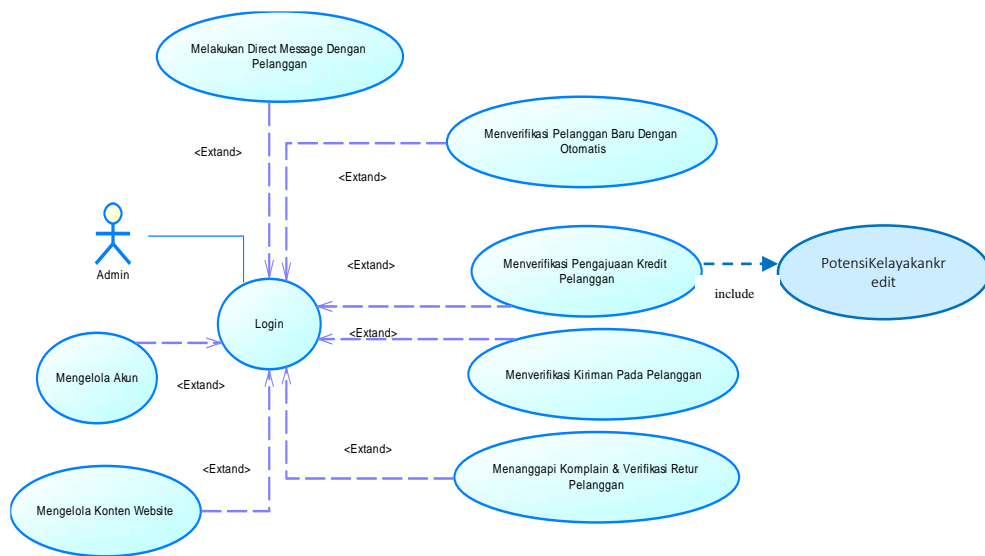 Melakukan Direct Message Dengan
Pelanggan
<Extand>
Menverifikasi Pelanggan Baru Dengan
Otomatis
<Extand>
Admin
<Extand>
Menverifikasi Pengajuaan Kredit
Pelanggan
include
PotensiKelayakankr
edit
Login
<Extand>
Mengelola Akun
<Extand>
Menverifikasi Kiriman Pada Pelanggan
<Extand>
Menanggapi Komplain & Verifikasi Retur
Pelanggan
<Extand>
Mengelola Konten Website